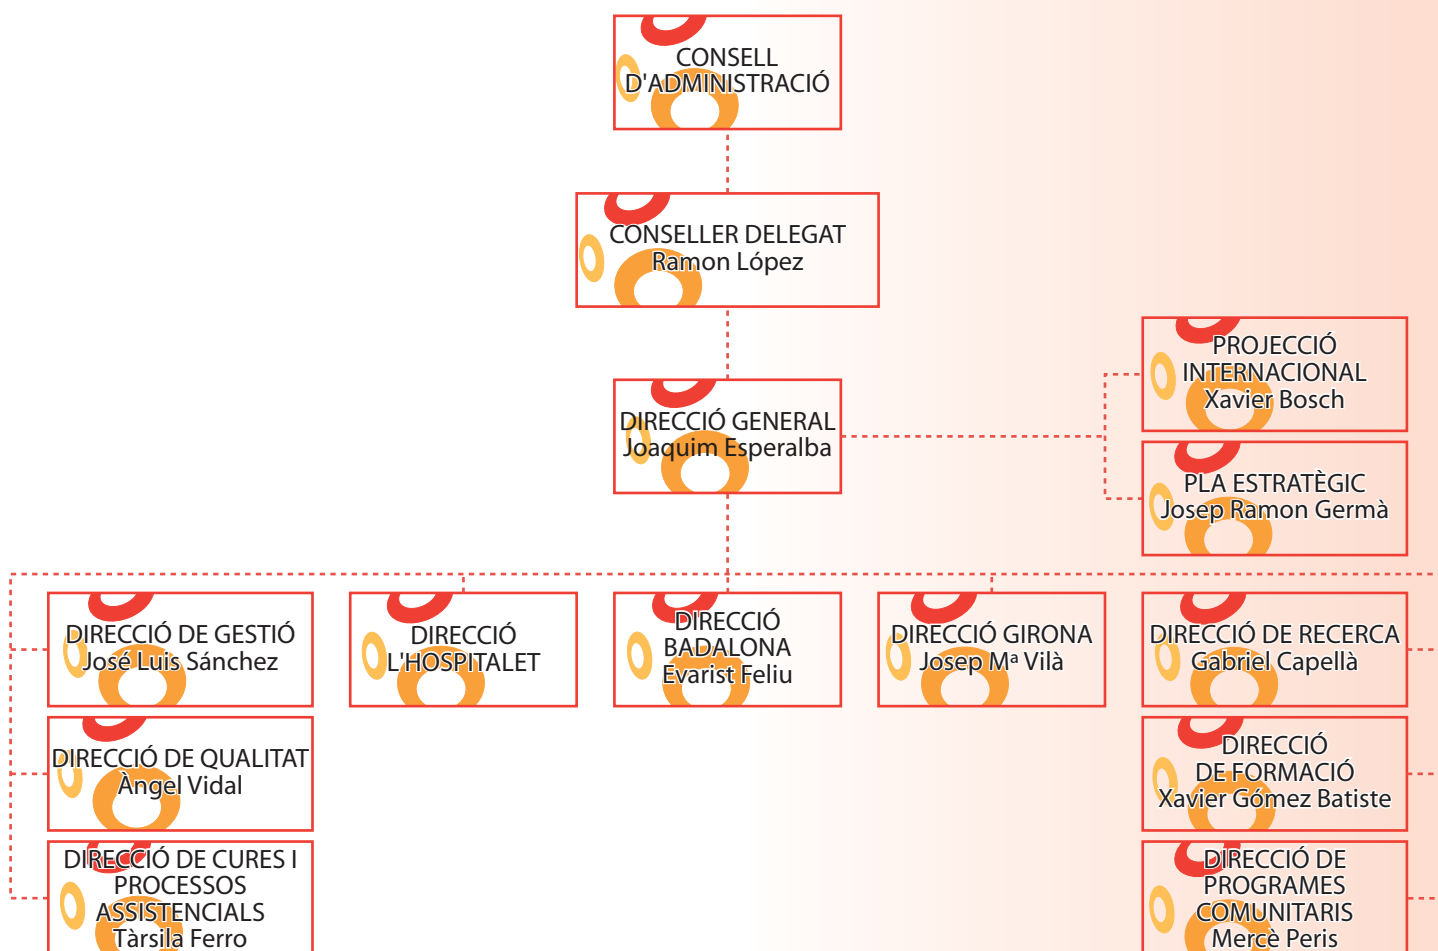 CONSELL
D'ADMINISTRACIÓ
CONSELLER DELEGAT
Ramon López
PROJECCIÓ
INTERNACIONAL
Xavier Bosch
DIRECCIÓ GENERAL
Joaquim Esperalba
PLA ESTRATÈGIC
Josep Ramon Germà
DIRECCIÓ DE GESTIÓ
José Luis Sánchez
DIRECCIÓ
L'HOSPITALET
DIRECCIÓ
BADALONA
Evarist Feliu
DIRECCIÓ GIRONA
Josep Mª Vilà
DIRECCIÓ DE RECERCA
Gabriel Capellà
DIRECCIÓ DE QUALITAT
Àngel Vidal
DIRECCIÓ
DE FORMACIÓ
Xavier Gómez Batiste
DIRECCIÓ DE CURES I
PROCESSOS
ASSISTENCIALS
Tàrsila Ferro
DIRECCIÓ DE
PROGRAMES
COMUNITARIS
Mercè Peris